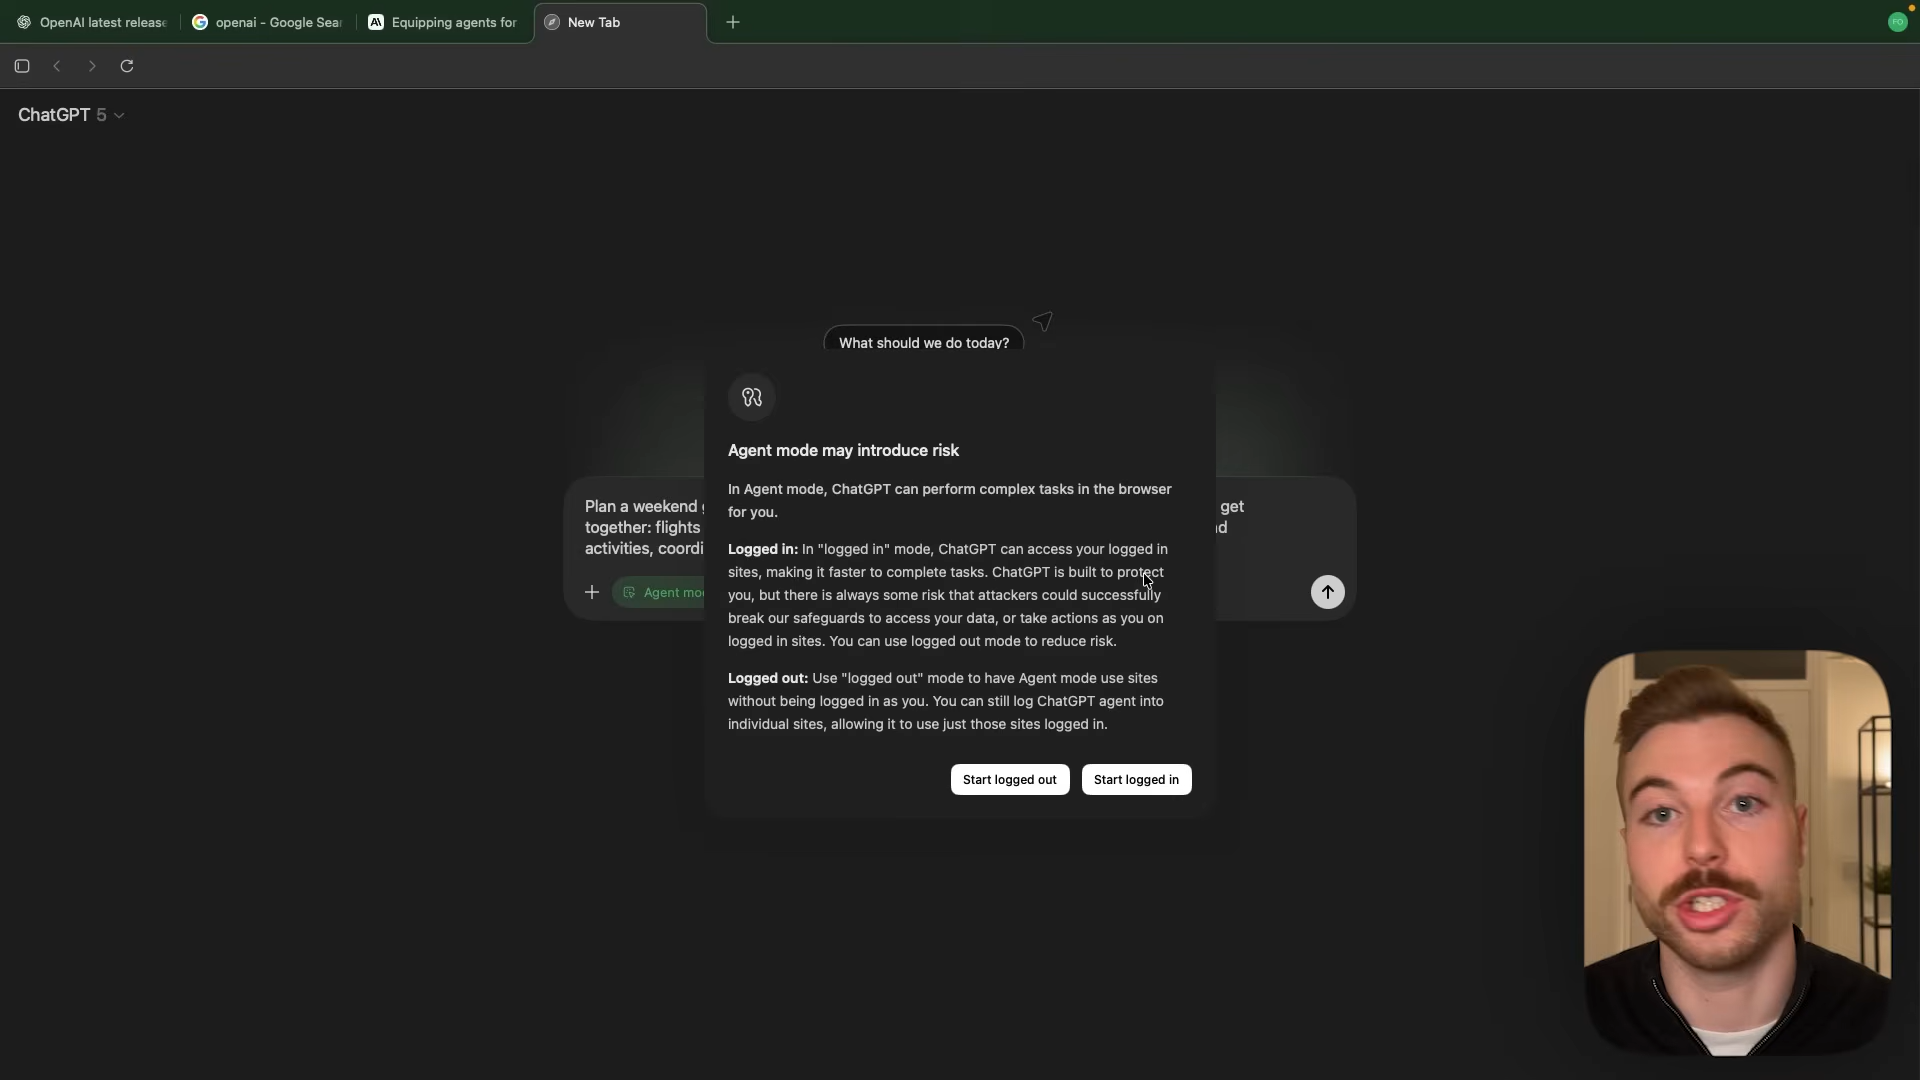 OpenAI latest release
openai - Google Sear
Equipping agents for
New Tab
FO
ChatGPT 5
What should we do today?
Agent mode may introduce risk
In Agent mode, ChatGPT can perform complex tasks in the browser
for you.
Logged in: In "logged in" mode, ChatGPT can access your logged in
sites, making it faster to complete tasks. ChatGPT is built to protect
you, but there is always some risk that attackers could successfully
break our safeguards to access your data, or take actions as you on
logged in sites. You can use logged out mode to reduce risk.
Logged out: Use "logged out" mode to have Agent mode use sites
without being logged in as you. You can still log ChatGPT agent into
individual sites, allowing it to use just those sites logged in.
Start logged out
Start logged in
Plan a weekend get
together: flights
activities, coordi
Agent mo